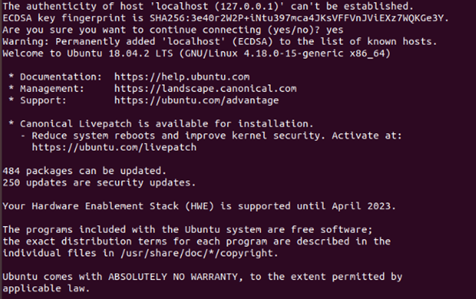 The authenticity of host 'localhost (127.0.0.1)' can't be established.
ECDSA key fingerprint is SHA256:3e40r2W2P+iNtu397mca4JKsVFFVnJViEXz7WQKGe3Y.
Are you sure you want to continue connecting (yes/no)? yes
Warning: Permanently added 'localhost' (ECDSA) to the list of known hosts.
Welcome to Ubuntu 18.04.2 LTS (GNU/Linux 4.18.0-15-generic x86_64)
* Documentation: https://help.ubuntu.com
* Management: https://landscape.canonical.com
* Support: https://ubuntu.com/advantage
* Canonical Livepatch is available for installation.
- Reduce system reboots and improve kernel security. Activate at:
https://ubuntu.com/livepatch
484 packages can be updated.
250 updates are security updates.
Your Hardware Enablement Stack (HWE) is supported until April 2023.
The programs included with the Ubuntu system are free software;
the exact distribution terms for each program are described in the
individual files in /usr/share/doc/*/copyright.
Ubuntu comes with ABSOLUTELY NO WARRANTY, to the extent permitted by
applicable law.